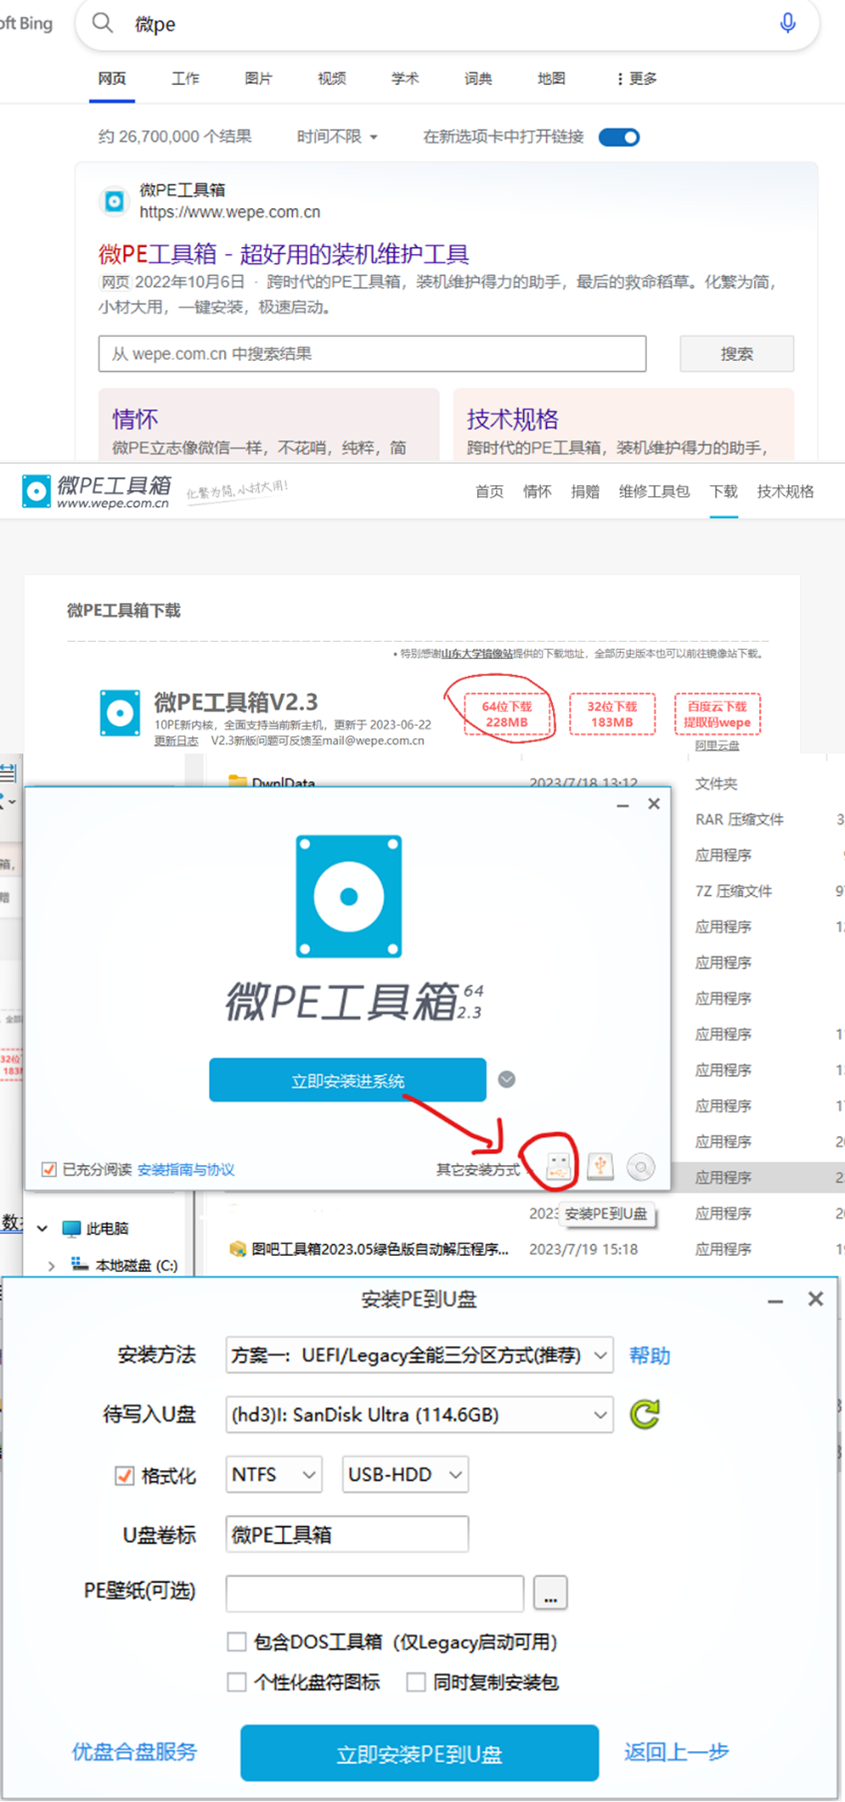 oft Bing
微pe
网页 工作 图片 视频 学术 词典 地图 更多
约 26,700,000 个结果 时间不限 在新选项卡中打开链接
微PE工具箱
https://www.wepe.com.cn
微PE工具箱 - 超好用的装机维护工具
网页 2022年10月6日 · 跨时代的PE工具箱，装机维护得力的助手，最后的救命稻草。化繁为简，
小材大用，一键安装，极速启动。
从 wepe.com.cn 中搜索结果 搜索
情怀 技术规格
微PE立志像微信一样，不花哨，纯粹，简 跨时代的PE工具箱，装机维护得力的助手，
微PE工具箱 化繁为简,小材大用!
www.wepe.com.cn
首页 情怀 捐赠 维修工具包 下载 技术规格
微PE工具箱下载
• 特别感谢山东大学镜像站提供的下载地址，全部历史版本也可以前往镜像站下载。
微PE工具箱V2.3
10PE新内核，全面支持当前新主机，更新于 2023-06-22
更新日志 V2.3新版问题可反馈至mail@wepe.com.cn
64位下载
228MB
32位下载
183MB
百度云下载
提取码wepe
阿里云盘
DwnlData 2023/7/18 13:12 文件夹
RAR 压缩文件 3
应用程序
7Z 压缩文件 9
应用程序 1
应用程序
应用程序
应用程序 1
应用程序 1
应用程序 1
应用程序 2
应用程序 2
微PE工具箱 64
2.3
立即安装进系统
已充分阅读 安装指南与协议 其它安装方式
2023 安装PE到U盘 应用程序 2
此电脑
图吧工具箱2023.05绿色版自动解压程序... 2023/7/19 15:18 应用程序 1
本地磁盘 (C:)
安装PE到U盘
安装方法 方案一：UEFI/Legacy全能三分区方式(推荐) 帮助
待写入U盘 (hd3)I: SanDisk Ultra (114.6GB)
格式化 NTFS USB-HDD
U盘卷标 微PE工具箱
PE壁纸(可选) ...
包含DOS工具箱（仅Legacy启动可用）
个性化盘符图标 同时复制安装包
优盘合盘服务 立即安装PE到U盘 返回上一步